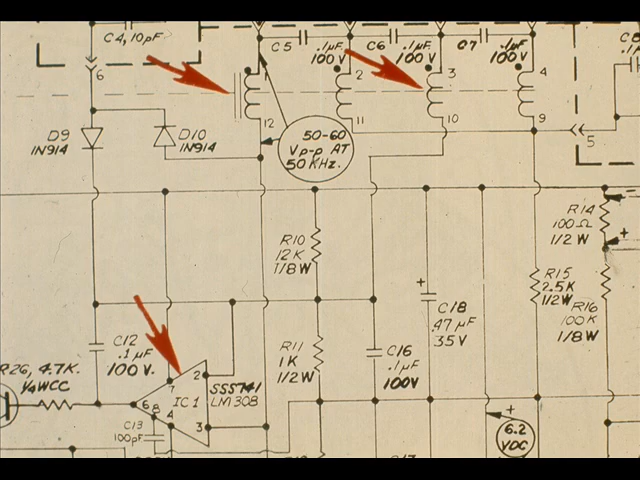 C4, 10pF
C5
.1µF
100V
C6
.1µF
100V
C7
.1µF
100V
6
2
3
4
12
11
10
9
5
D9
1N914
D10
1N914
50-60
Vp-p AT
50 KHz.
R10
12K
1/8W
R14
100Ω
1/2W
+
R15
2.5K
1/2W
R16
100K
1/8W
+
C18
.47µF
35V
C12
.1µF
100V.
R11
1K
1/2W
C16
.1µF
100V
R26, 4.7K.
1/4WCC
SSS741
LM308
IC1
2
7
6
8
4
3
C13
100pF
+
6.2
VDC